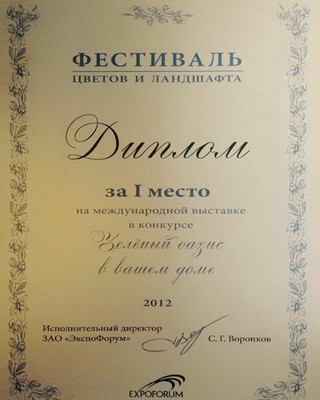 ФЕСТИВАЛЬ
ЦВЕТОВ И ЛАНДШАФТА
Диплом
за I место
на международной выставке
в конкурсе
Зелёный оазис
в вашем доме
2012
Исполнительный директор
ЗАО «ЭкспоФорум» С. Г. Воронков
EXPOFORUM